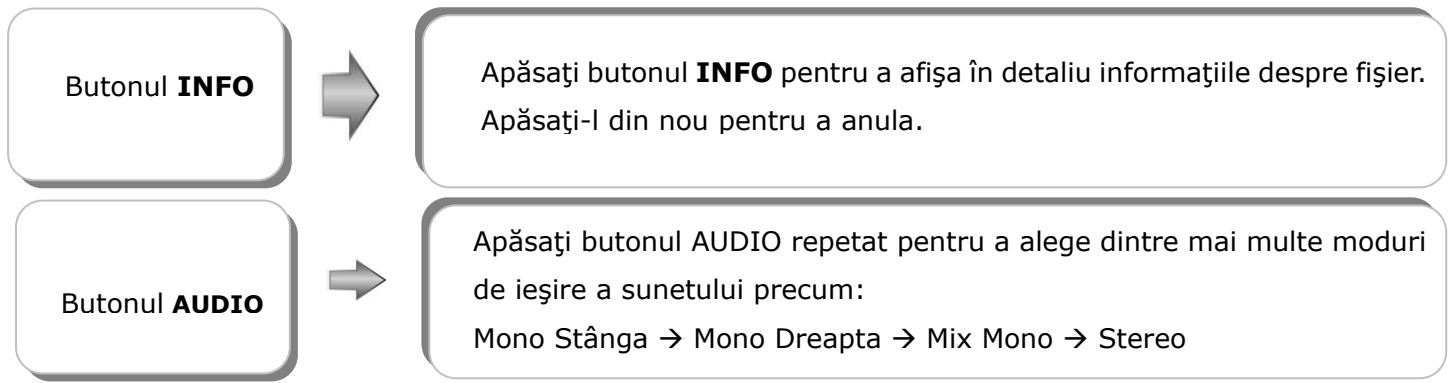 Butonul INFO
Apăsaţi butonul INFO pentru a afişa în detaliu informaţiile despre fişier.
Apăsaţi-l din nou pentru a anula.
Butonul AUDIO
Apăsaţi butonul AUDIO repetat pentru a alege dintre mai multe moduri
de ieşire a sunetului precum:
Mono Stânga → Mono Dreapta → Mix Mono → Stereo